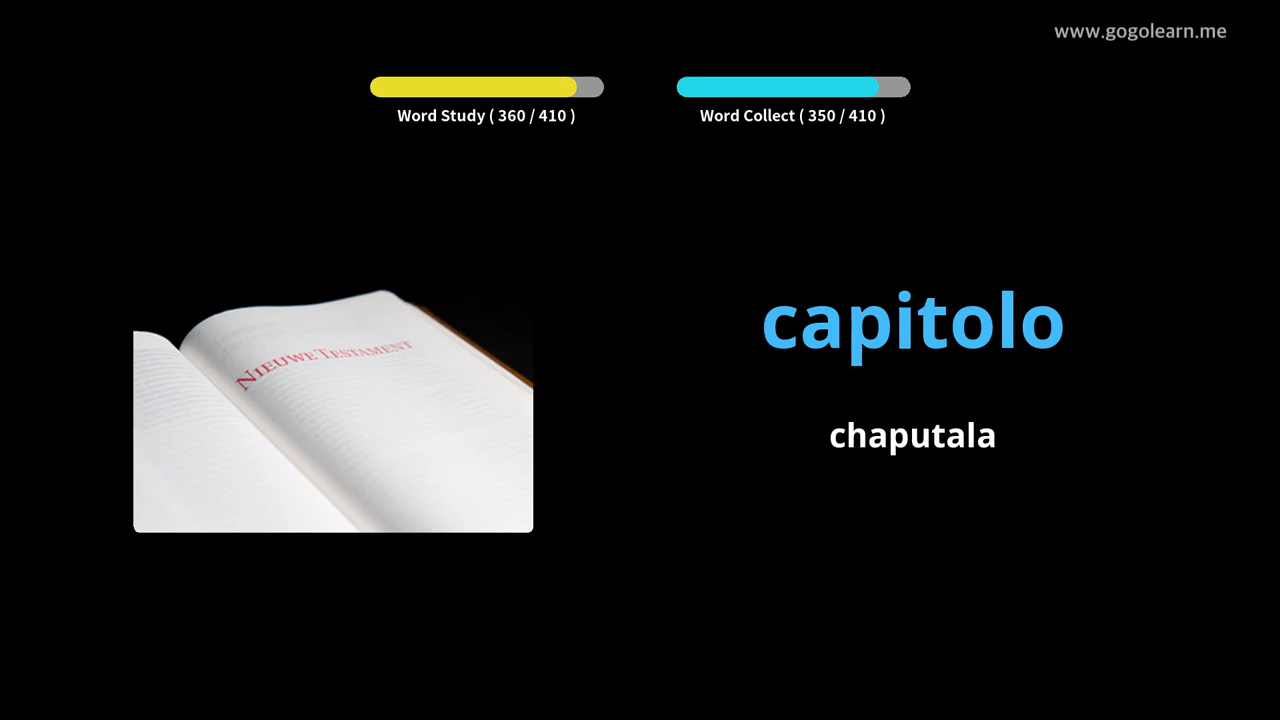 www.gogolearn.me
Word Study ( 360 / 410 )
Word Collect ( 350 / 410 )
NIEUWE TESTAMENT
capitolo
chaputala